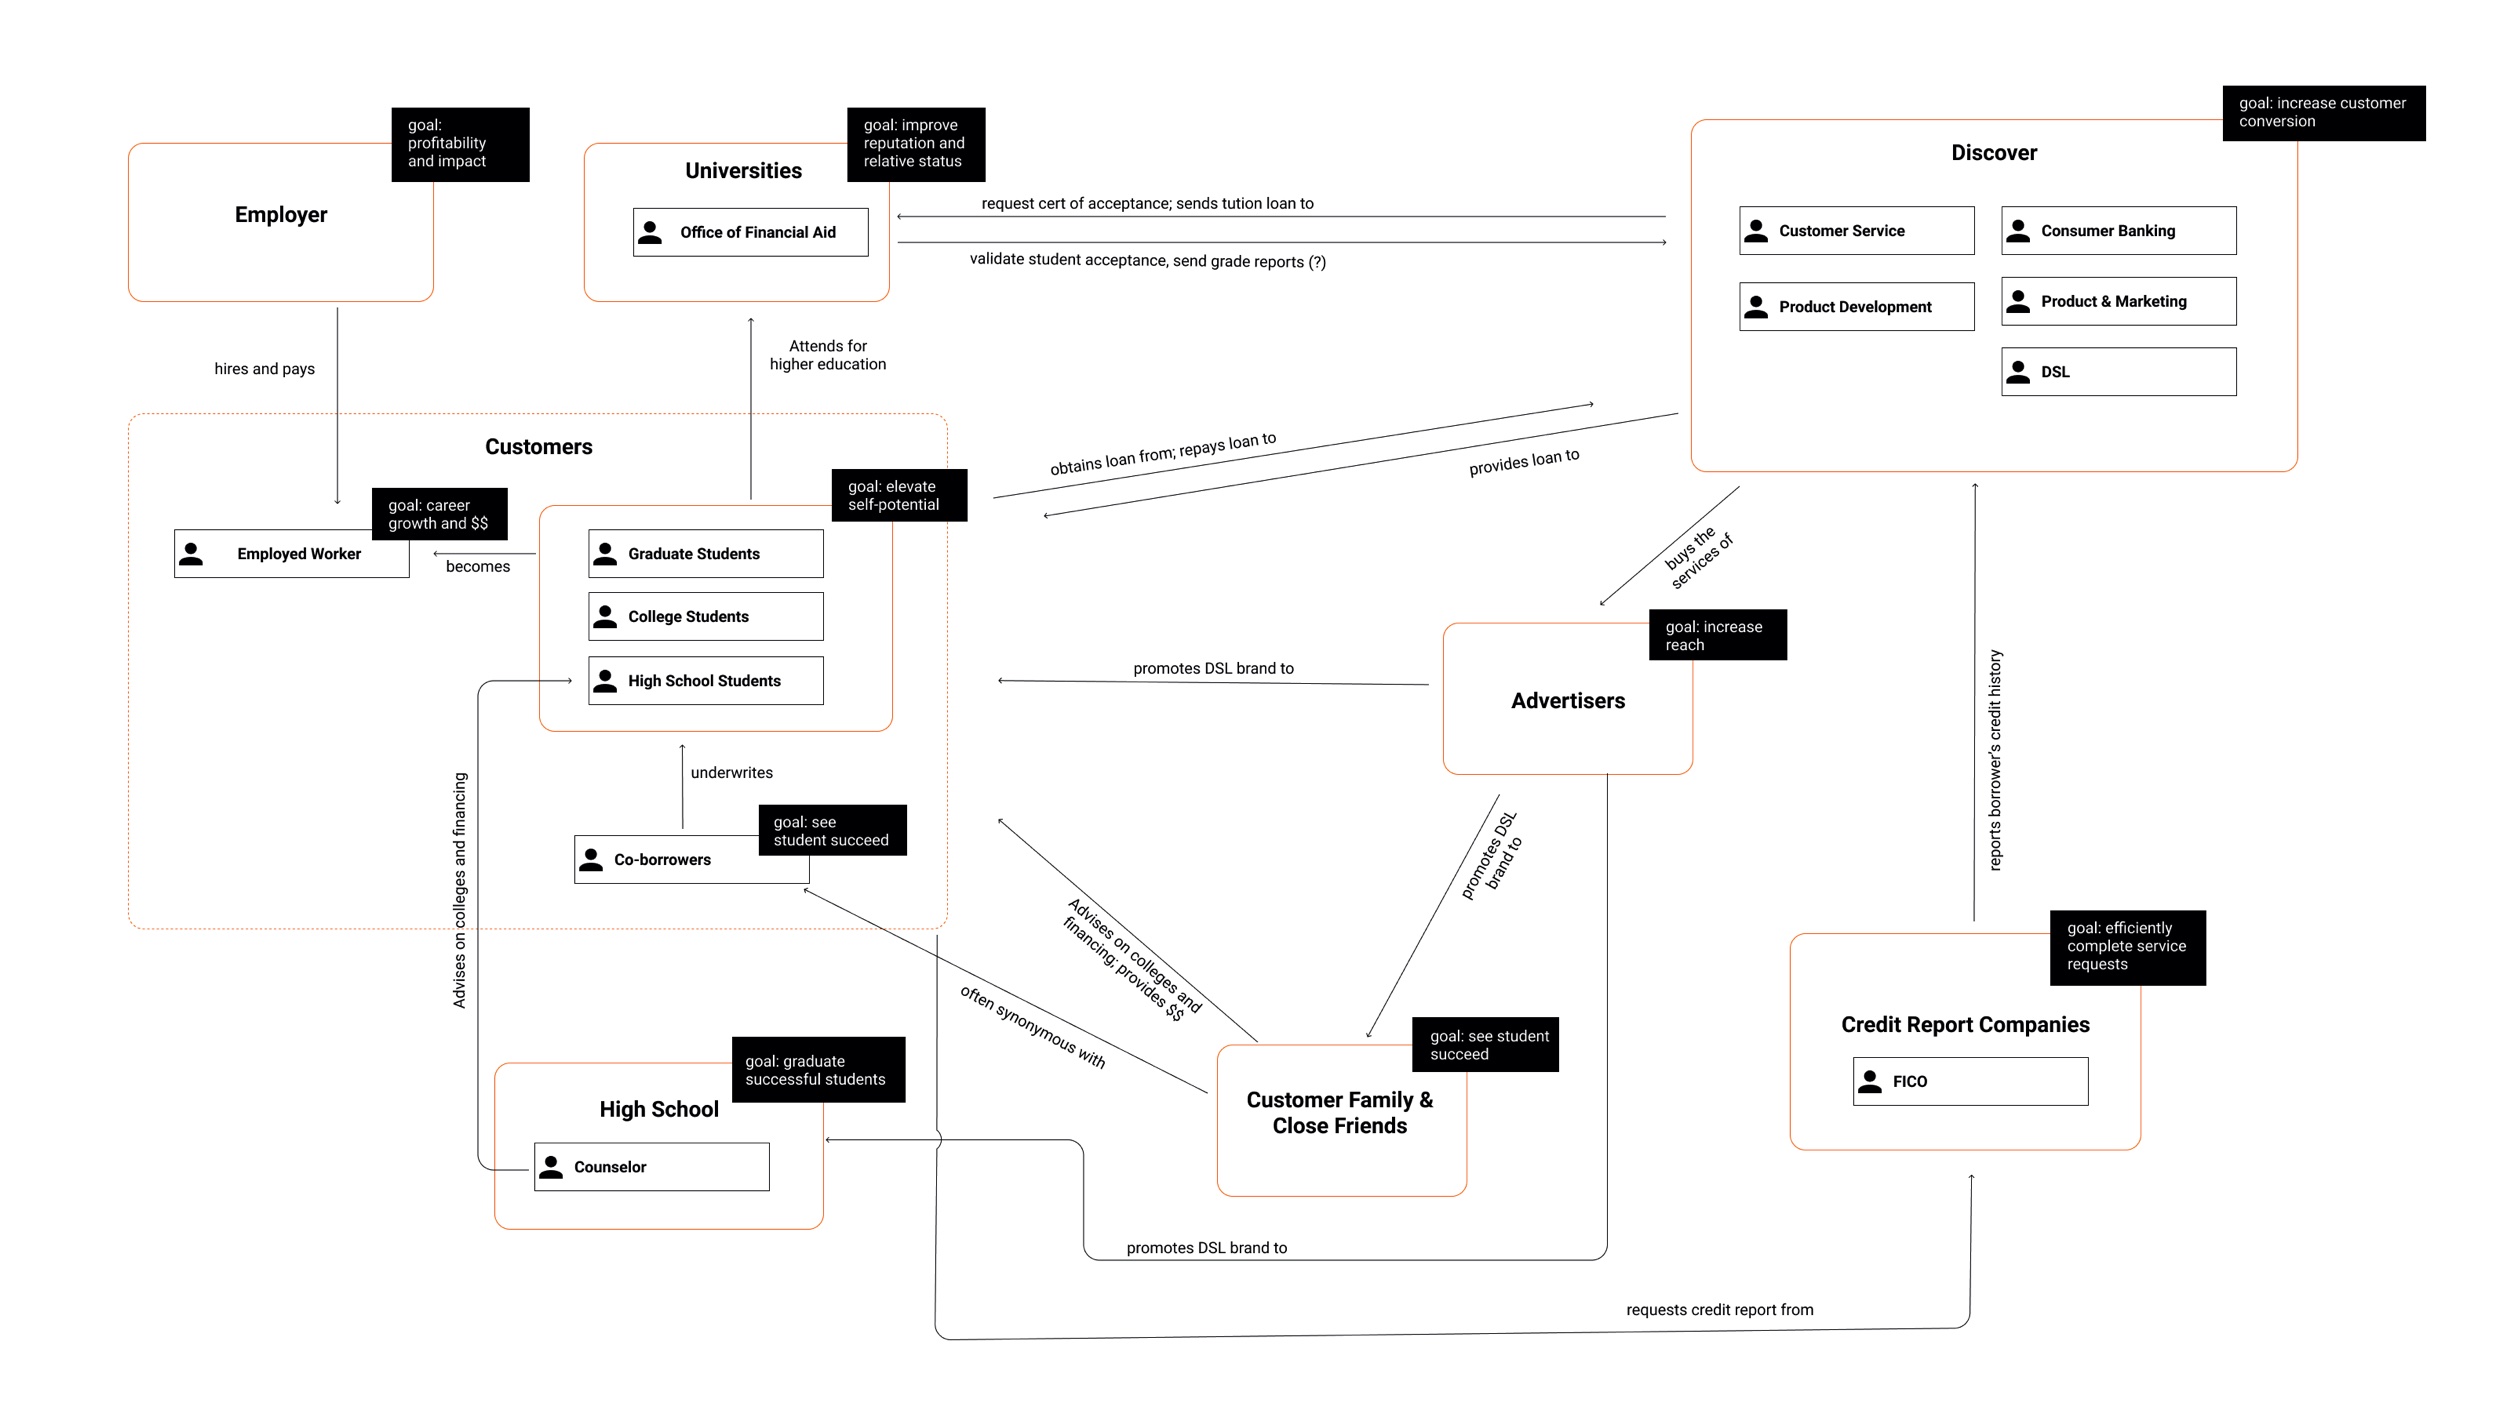 goal:
profitability
and impact
Employer
goal: improve
reputation and
relative status
Universities
Office of Financial Aid
goal: increase customer
conversion
Discover
Customer Service
Consumer Banking
Product Development
Product & Marketing
DSL
request cert of acceptance; sends tution loan to
validate student acceptance, send grade reports (?)
hires and pays
Attends for
higher education
Customers
goal: career
growth and $$
Employed Worker
becomes
goal: elevate
self-potential
Graduate Students
College Students
High School Students
obtains loan from; repays loan to
provides loan to
buys the
services of
goal: increase
reach
Advertisers
promotes DSL brand to
underwrites
goal: see
student succeed
Co-borrowers
Advises on colleges and financing
Advises on colleges and
financing; provides $$
often synonymous with
promotes DSL
brand to
reports borrower's credit history
goal: efficiently
complete service
requests
Credit Report Companies
FICO
goal: see student
succeed
Customer Family &
Close Friends
goal: graduate
successful students
High School
Counselor
promotes DSL brand to
requests credit report from